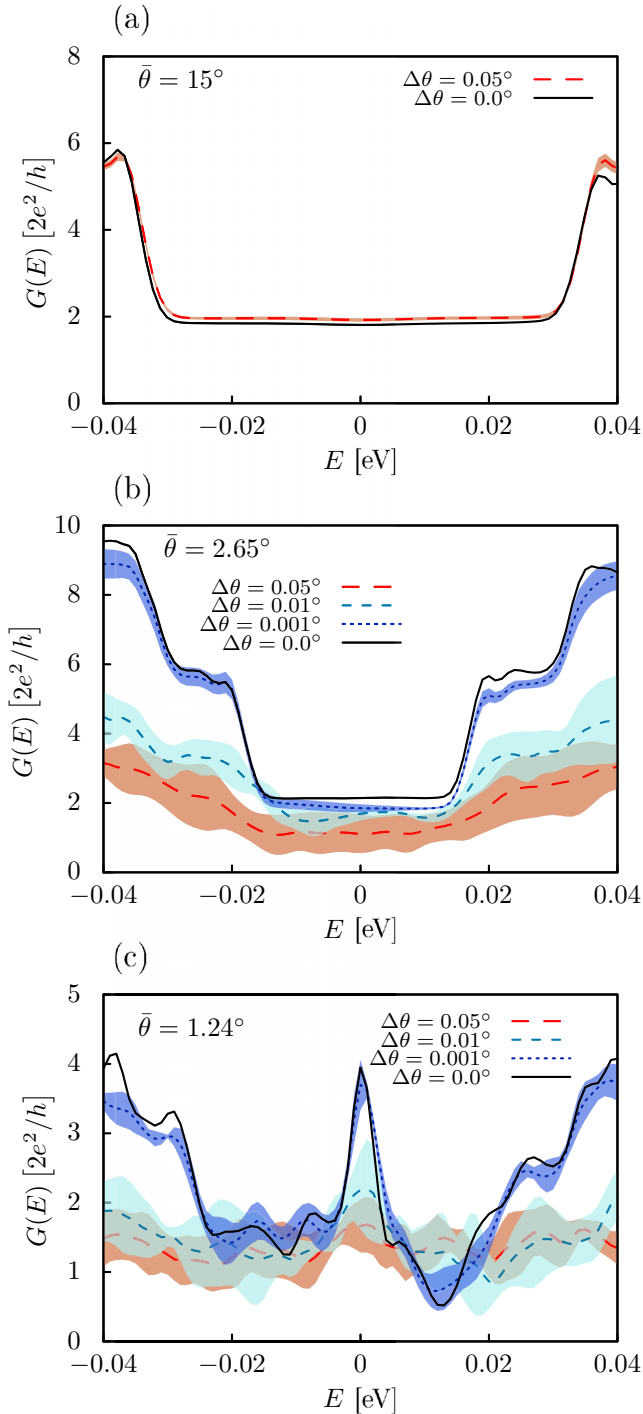 (a)
θ̄ = 15°
Δθ = 0.05°
Δθ = 0.0°
8
6
4
2
0
G(E) [2e²/h]
−0.04 −0.02 0 0.02 0.04
E [eV]
(b)
θ̄ = 2.65°
Δθ = 0.05°
Δθ = 0.01°
Δθ = 0.001°
Δθ = 0.0°
10
8
6
4
2
0
G(E) [2e²/h]
−0.04 −0.02 0 0.02 0.04
E [eV]
(c)
θ̄ = 1.24°
Δθ = 0.05°
Δθ = 0.01°
Δθ = 0.001°
Δθ = 0.0°
5
4
3
2
1
0
G(E) [2e²/h]
−0.04 −0.02 0 0.02 0.04
E [eV]